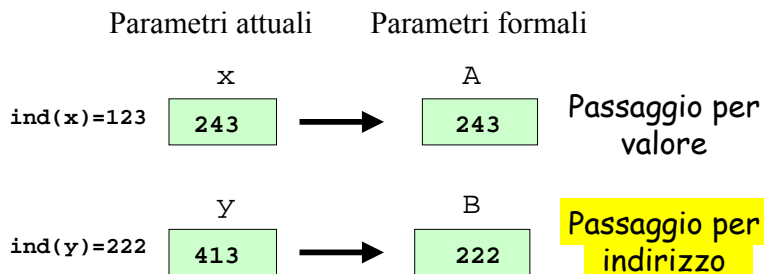 Parametri attuali Parametri formali
x A
ind(x)=123 243 243 Passaggio per
valore
y B
ind(y)=222 413 222 Passaggio per
indirizzo